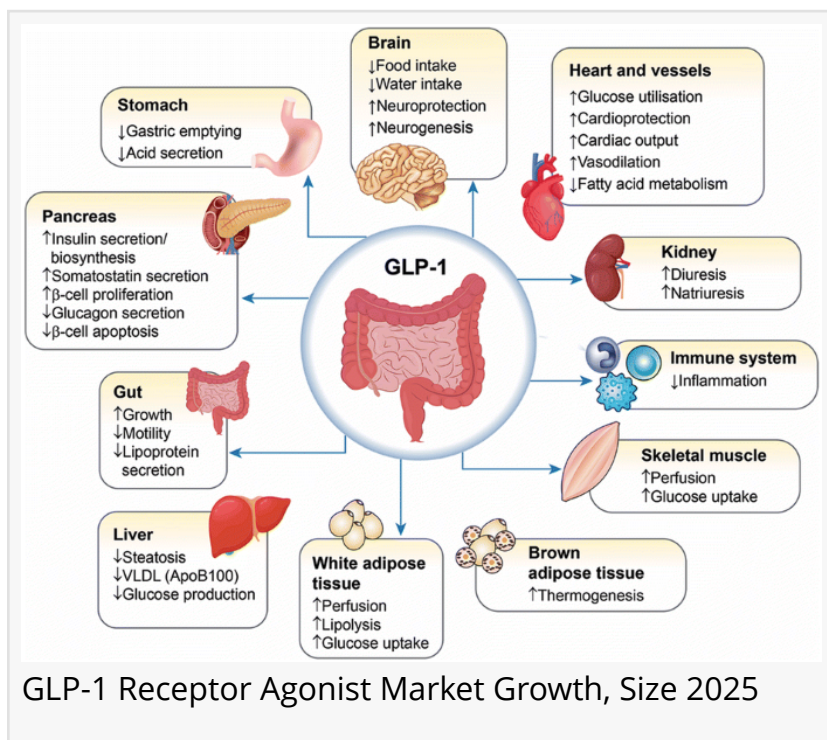 Brain
↓Food intake
↓Water intake
↑Neuroprotection
↑Neurogenesis
Heart and vessels
↑Glucose utilisation
↑Cardioprotection
↑Cardiac output
↑Vasodilation
↓Fatty acid metabolism
Stomach
↓Gastric emptying
↓Acid secretion
Pancreas
↑Insulin secretion/
biosynthesis
↑Somatostatin secretion
↑β-cell proliferation
↓Glucagon secretion
↓β-cell apoptosis
GLP-1
Kidney
↑Diuresis
↑Natriuresis
Immune system
↓Inflammation
Gut
↑Growth
↓Motility
↓Lipoprotein
secretion
Skeletal muscle
↑Perfusion
↑Glucose uptake
Liver
↓Steatosis
↓VLDL (ApoB100)
↓Glucose production
White adipose
tissue
↑Perfusion
↑Lipolysis
↑Glucose uptake
Brown
adipose tissue
↑Thermogenesis
GLP-1 Receptor Agonist Market Growth, Size 2025